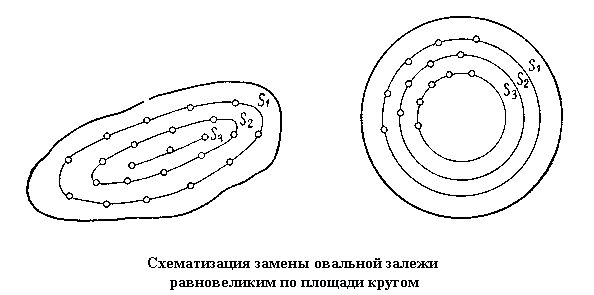 S1
S2
S3
S1
S2
S3
Схематизация замены овальной залежи
равновеликим по площади кругом